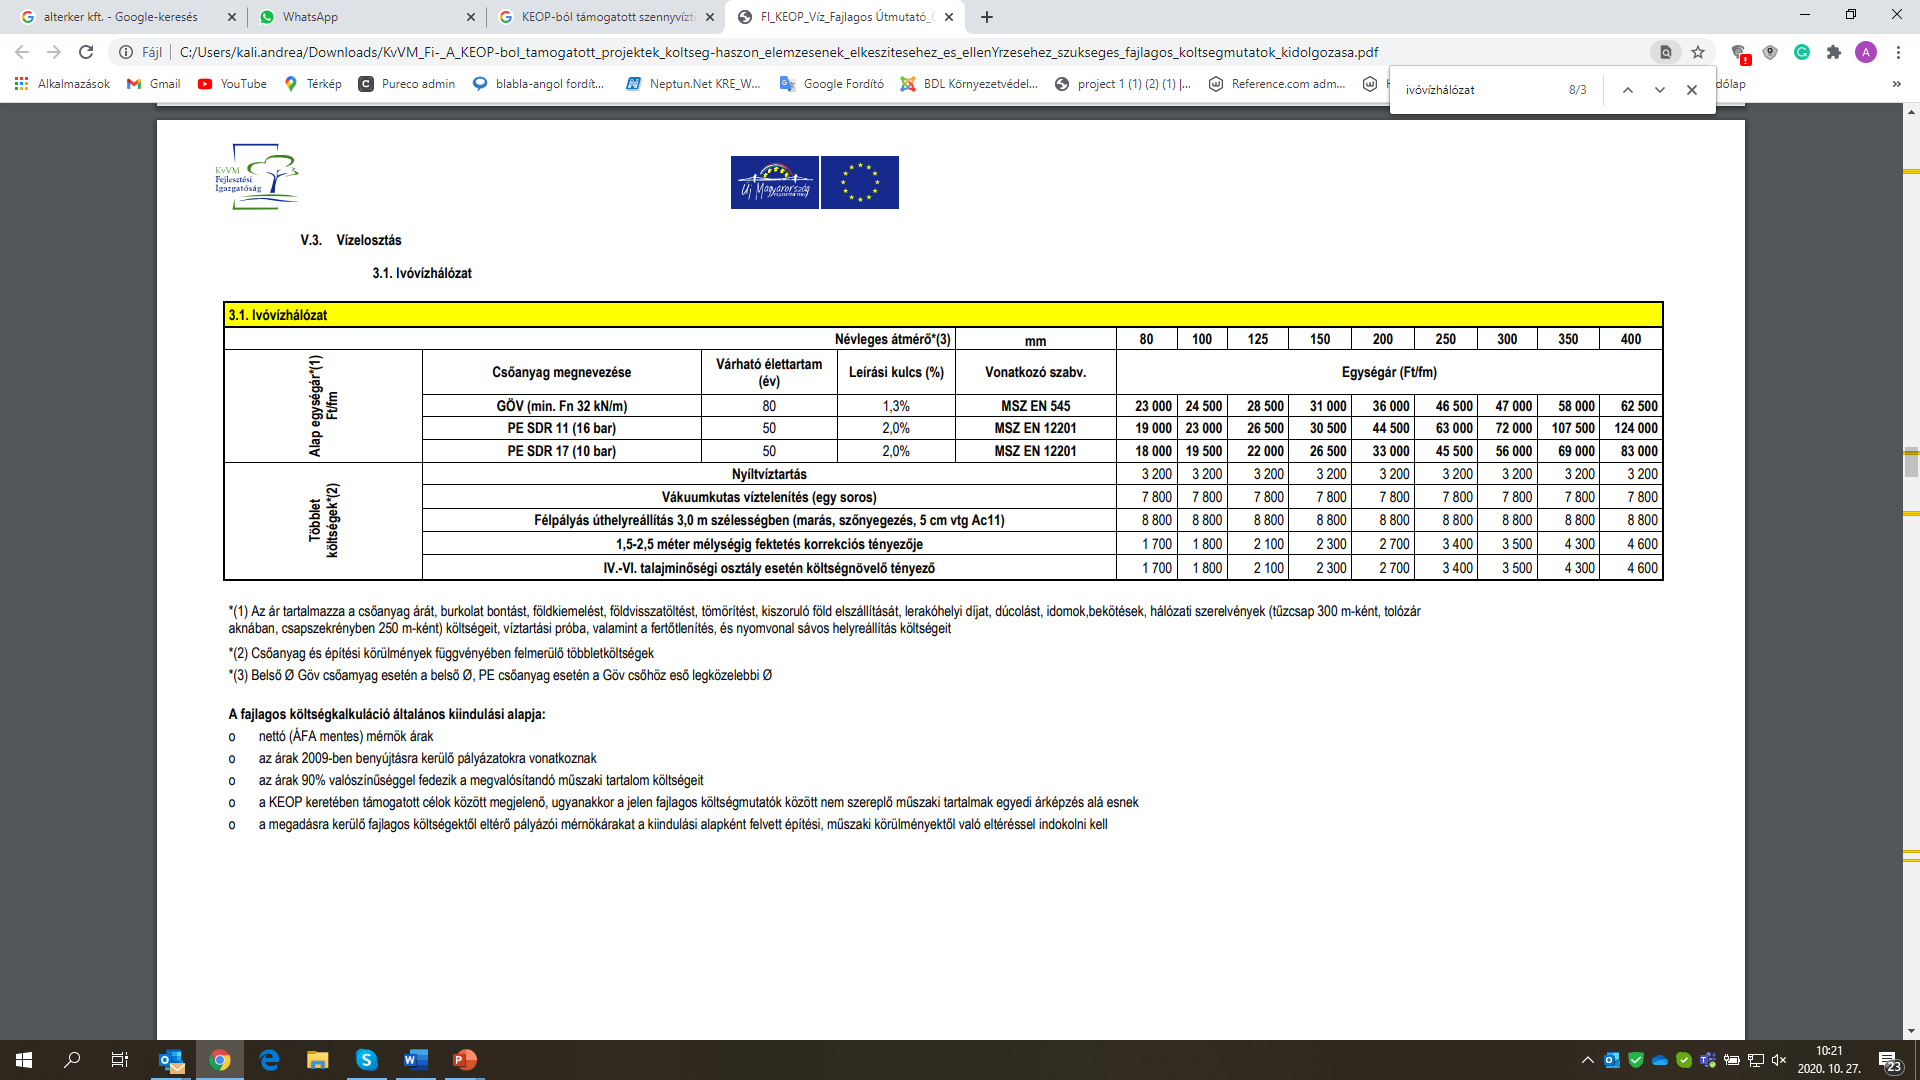 alterker kft. - Google-keresés
WhatsApp
KEOP-ból támogatott szennyvízti
FI_KEOP_Víz_Fajlagos Útmutató_
Fájl | C:/Users/kali.andrea/Downloads/KvVM_Fi-_A_KEOP-bol_tamogatott_projektek_koltseg-haszon_elemzesenek_elkeszitesehez_es_ellenYrzesehez_szukseges_fajlagos_koltsegmutatok_kidolgozasa.pdf
A
Alkalmazások Gmail YouTube Térkép Pureco admin blabla-angol fordít... Neptun.Net KRE_W... Google Fordító BDL Környezetvédel... project 1 (1) (2) (1) |... Reference.com adm... dőlap
ivóvízhálózat 8/3
KvVM
Fejlesztési
Igazgatóság
Új Magyarország
V.3. Vízelosztás
3.1. Ivóvízhálózat
3.1. Ivóvízhálózat
Névleges átmérő*(3) mm 80 100 125 150 200 250 300 350 400
Alap egységár*(1)
Ft/fm
Csőanyag megnevezése Várható élettartam (év) Leírási kulcs (%) Vonatkozó szabv. Egységár (Ft/fm)
GÖV (min. Fn 32 kN/m) 80 1,3% MSZ EN 545 23 000 24 500 28 500 31 000 36 000 46 500 47 000 58 000 62 500
PE SDR 11 (16 bar) 50 2,0% MSZ EN 12201 19 000 23 000 26 500 30 500 44 500 63 000 72 000 107 500 124 000
PE SDR 17 (10 bar) 50 2,0% MSZ EN 12201 18 000 19 500 22 000 26 500 33 000 45 500 56 000 69 000 83 000
Többlet
költségek*(2)
Nyíltvíztartás 3 200 3 200 3 200 3 200 3 200 3 200 3 200 3 200 3 200
Vákuumkutas víztelenítés (egy soros) 7 800 7 800 7 800 7 800 7 800 7 800 7 800 7 800 7 800
Félpályás úthelyreállítás 3,0 m szélességben (marás, szőnyegezés, 5 cm vtg Ac11) 8 800 8 800 8 800 8 800 8 800 8 800 8 800 8 800 8 800
1,5-2,5 méter mélységig fektetés korrekciós tényezője 1 700 1 800 2 100 2 300 2 700 3 400 3 500 4 300 4 600
IV.-VI. talajminőségi osztály esetén költségnövelő tényező 1 700 1 800 2 100 2 300 2 700 3 400 3 500 4 300 4 600
*(1) Az ár tartalmazza a csőanyag árát, burkolat bontást, földkiemelést, földvisszatöltést, tömörítést, kiszoruló föld elszállítását, lerakóhelyi díjat, dúcolást, idomok,bekötések, hálózati szerelvények (tűzcsap 300 m-ként, tolózár
aknában, csapszekrényben 250 m-ként) költségeit, víztartási próba, valamint a fertőtlenítés, és nyomvonal sávos helyreállítás költségeit
*(2) Csőanyag és építési körülmények függvényében felmerülő többletköltségek
*(3) Belső Ø Göv csőamyag esetén a belső Ø, PE csőanyag esetén a Göv csőhöz eső legközelebbi Ø
A fajlagos költségkalkuláció általános kiindulási alapja:
o nettó (ÁFA mentes) mérnök árak
o az árak 2009-ben benyújtásra kerülő pályázatokra vonatkoznak
o az árak 90% valószínűséggel fedezik a megvalósítandó műszaki tartalom költségeit
o a KEOP keretében támogatott célok között megjelenő, ugyanakkor a jelen fajlagos költségmutatók között nem szereplő műszaki tartalmak egyedi árképzés alá esnek
o a megadásra kerülő fajlagos költségektől eltérő pályázói mérnökárakat a kiindulási alapként felvett építési, műszaki körülményektől való eltéréssel indokolni kell
10:21
2020. 10. 27.
23